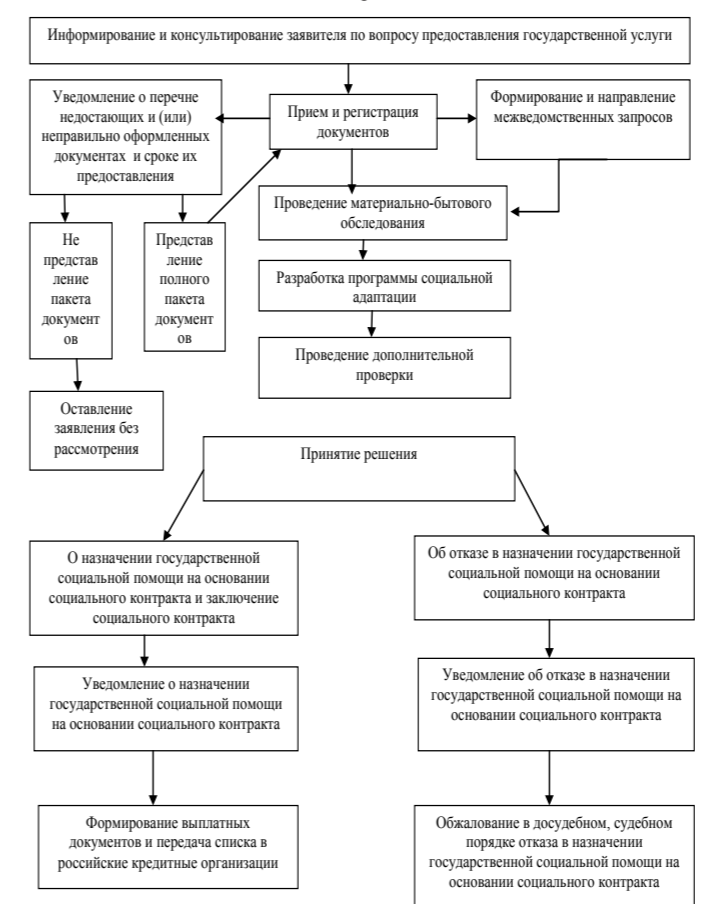 Информирование и консультирование заявителя по вопросу предоставления государственной услуги
Уведомление о перечне
недостающих и (или)
неправильно оформленных
документах и сроке их
предоставления
Прием и регистрация
документов
Формирование и направление
межведомственных запросов
Проведение материально-бытового
обследования
Не
представ
ление
пакета
документ
ов
Представ
ление
полного
пакета
документ
ов
Разработка программы социальной
адаптации
Проведение дополнительной
проверки
Оставление
заявления без
рассмотрения
Принятие решения
О назначении государственной
социальной помощи на основании
социального контракта и заключение
социального контракта
Об отказе в назначении государственной
социальной помощи на основании
социального контракта
Уведомление о назначении
государственной социальной помощи
на основании социального контракта
Уведомление об отказе в назначении
государственной социальной помощи на
основании социального контракта
Формирование выплатных
документов и передача списка в
российские кредитные организации
Обжалование в досудебном, судебном
порядке отказа в назначении
государственной социальной помощи на
основании социального контракта